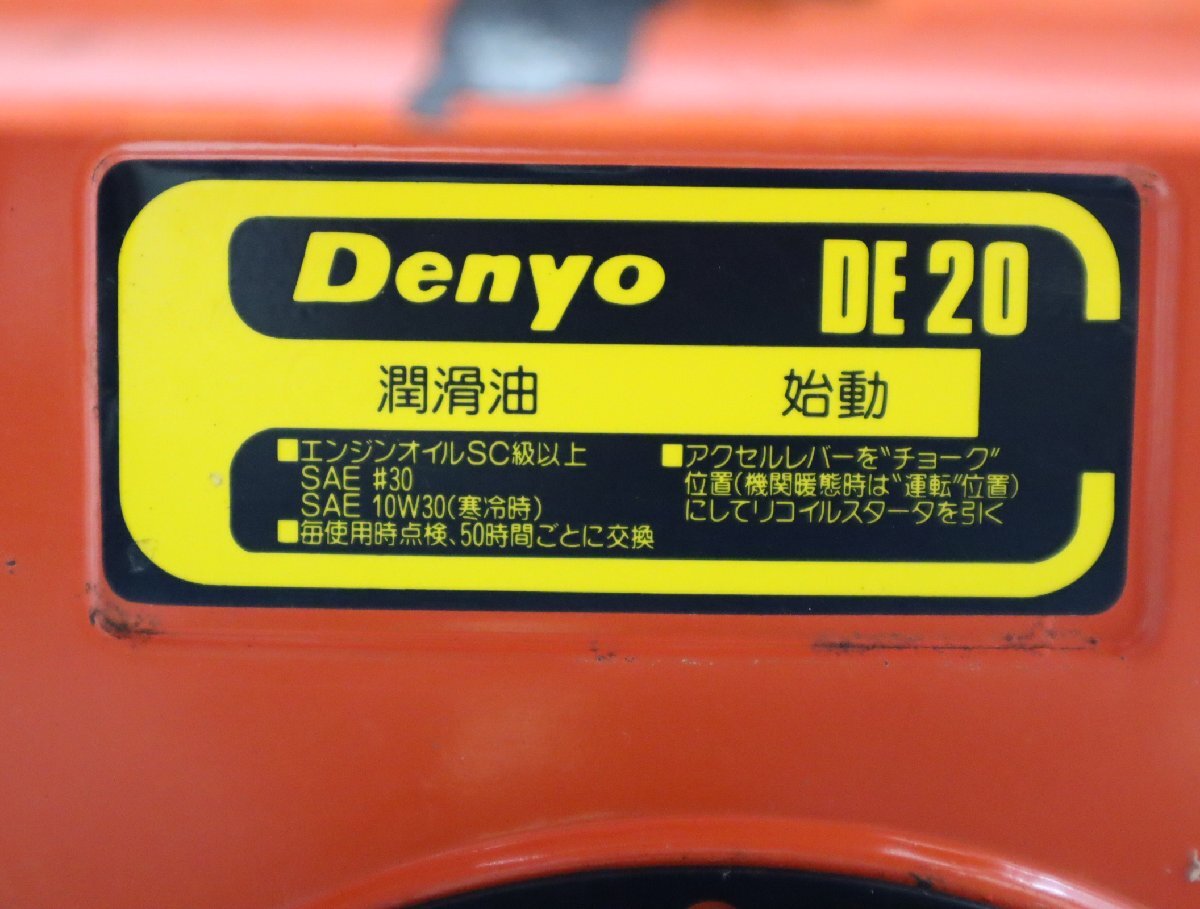 Denyo DE20
潤滑油 始動
■エンジンオイルSC級以上
SAE #30
SAE 10W30(寒冷時)
■毎使用時点検、50時間ごとに交換
■アクセルレバーを"チョーク"
位置(機関暖態時は"運転"位置)
にしてリコイルスタータを引く